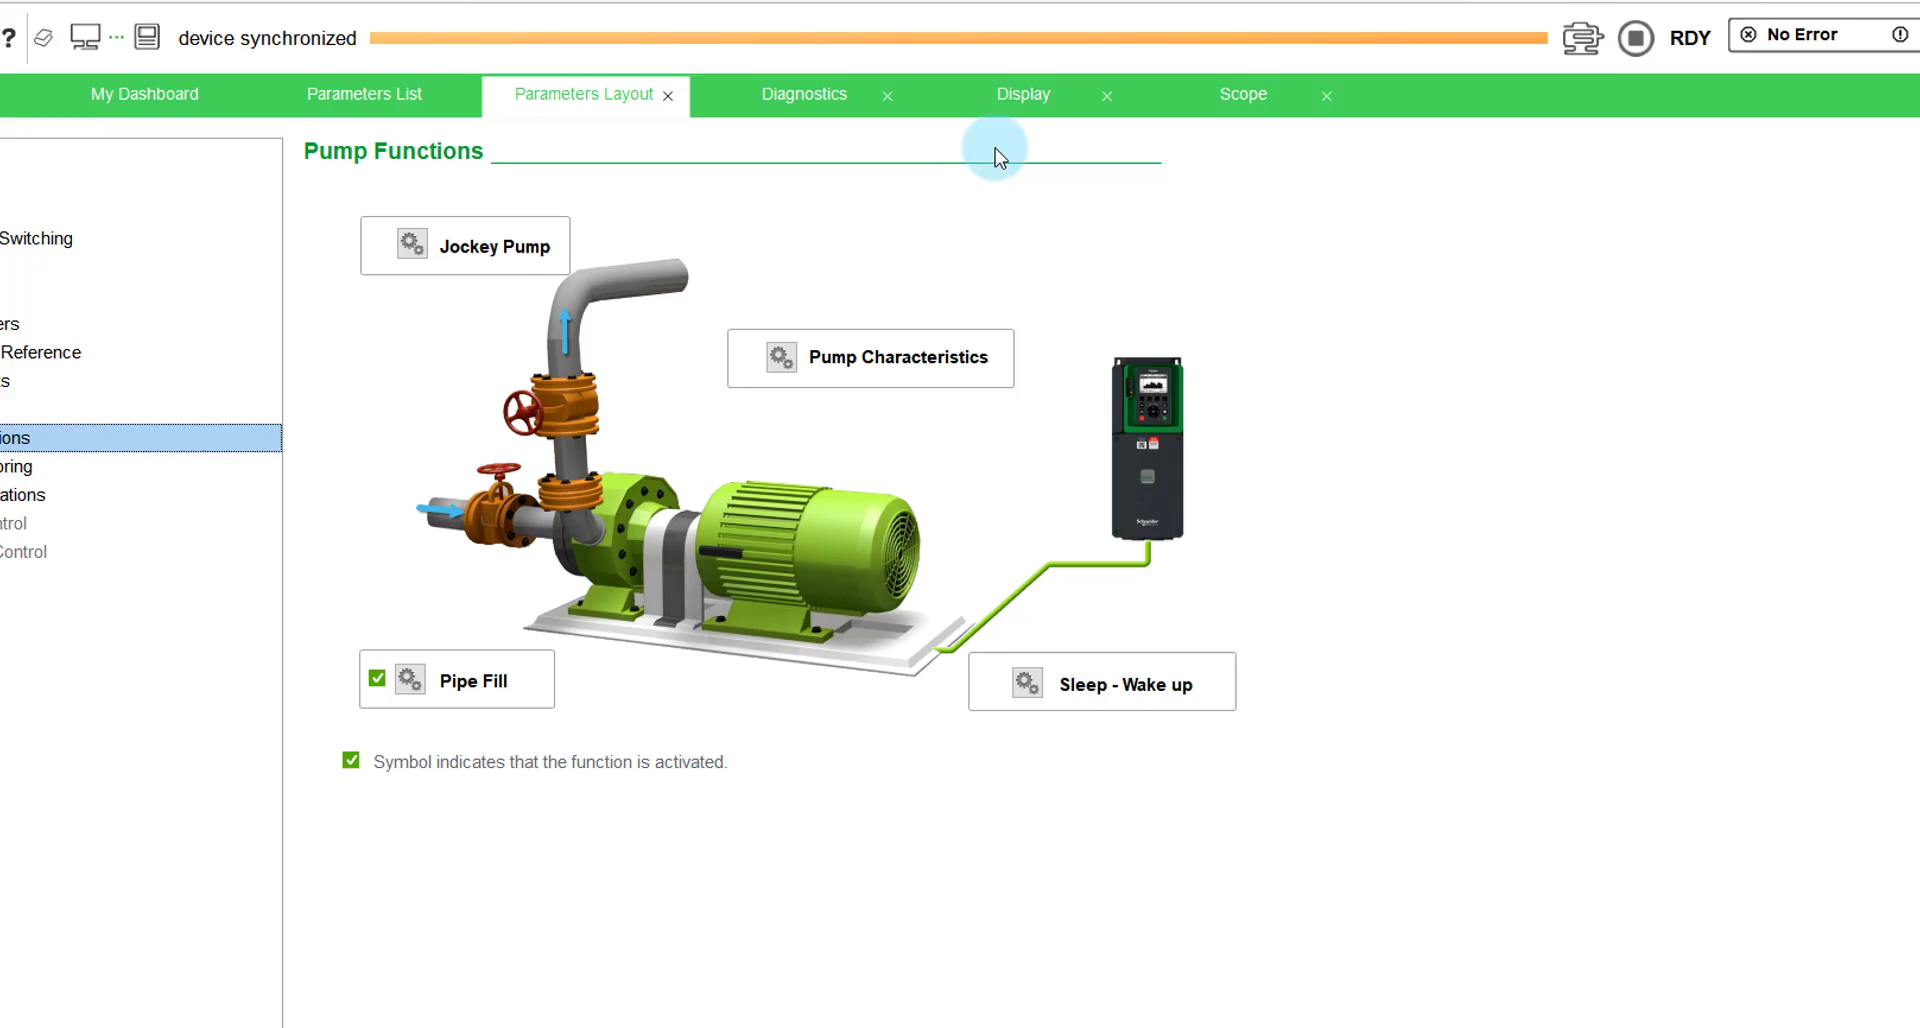 ?
device synchronized
RDY
No Error
My Dashboard
Parameters List
Parameters Layout
Diagnostics
Display
Scope
Pump Functions
Switching
ers
Reference
s
ions
oring
ations
ntrol
Control
Jockey Pump
Pump Characteristics
Schneider
Pipe Fill
Sleep - Wake up
Symbol indicates that the function is activated.